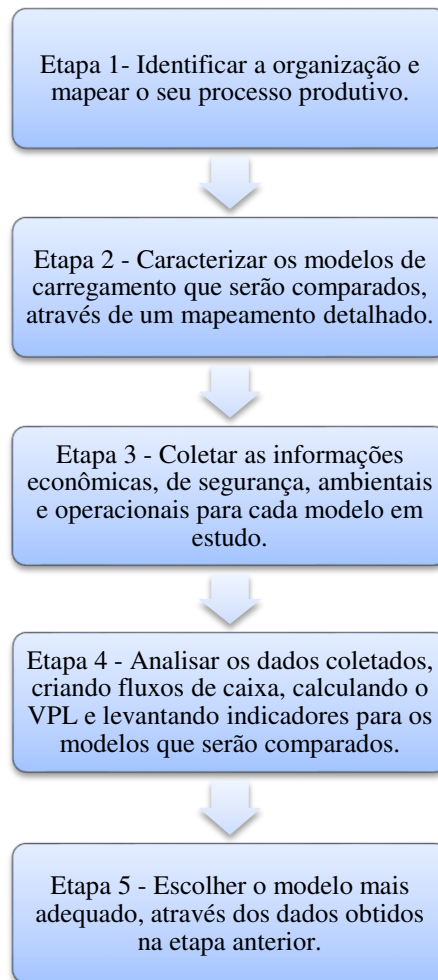 Etapa 1- Identificar a organização e
mapear o seu processo produtivo.
Etapa 2 - Caracterizar os modelos de
carregamento que serão comparados,
através de um mapeamento detalhado.
Etapa 3 - Coletar as informações
econômicas, de segurança, ambientais
e operacionais para cada modelo em
estudo.
Etapa 4 - Analisar os dados coletados,
criando fluxos de caixa, calculando o
VPL e levantando indicadores para os
modelos que serão comparados.
Etapa 5 - Escolher o modelo mais
adequado, através dos dados obtidos
na etapa anterior.